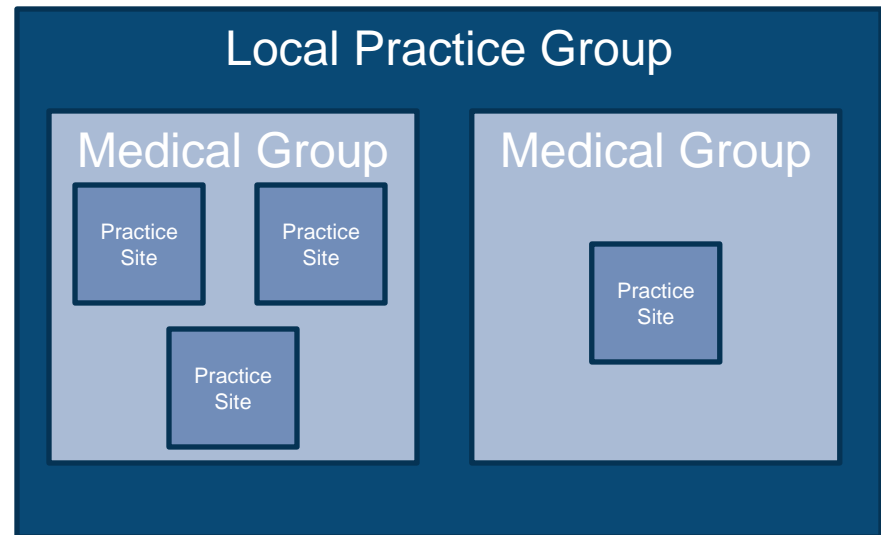 Local Practice Group
Medical Group
Practice
Site
Practice
Site
Practice
Site
Medical Group
Practice
Site